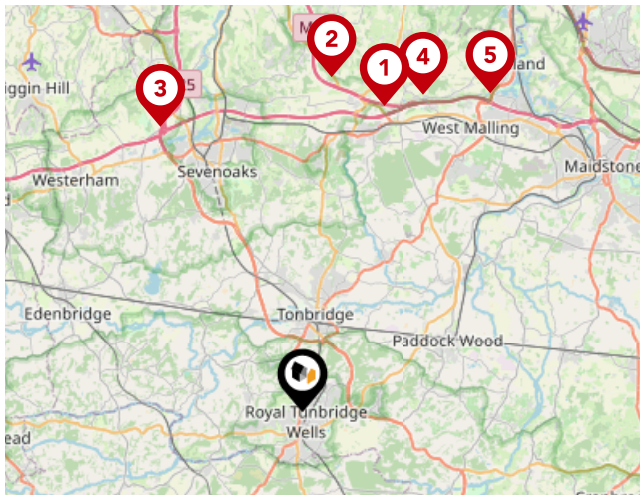 M
2
4
5
1
3
land
iggin Hill
5
West Malling
Maidstone
Sevenoaks
Westerham
d
Edenbridge
Tonbridge
Paddock Wood
Royal Tunbridge
Wells
ead